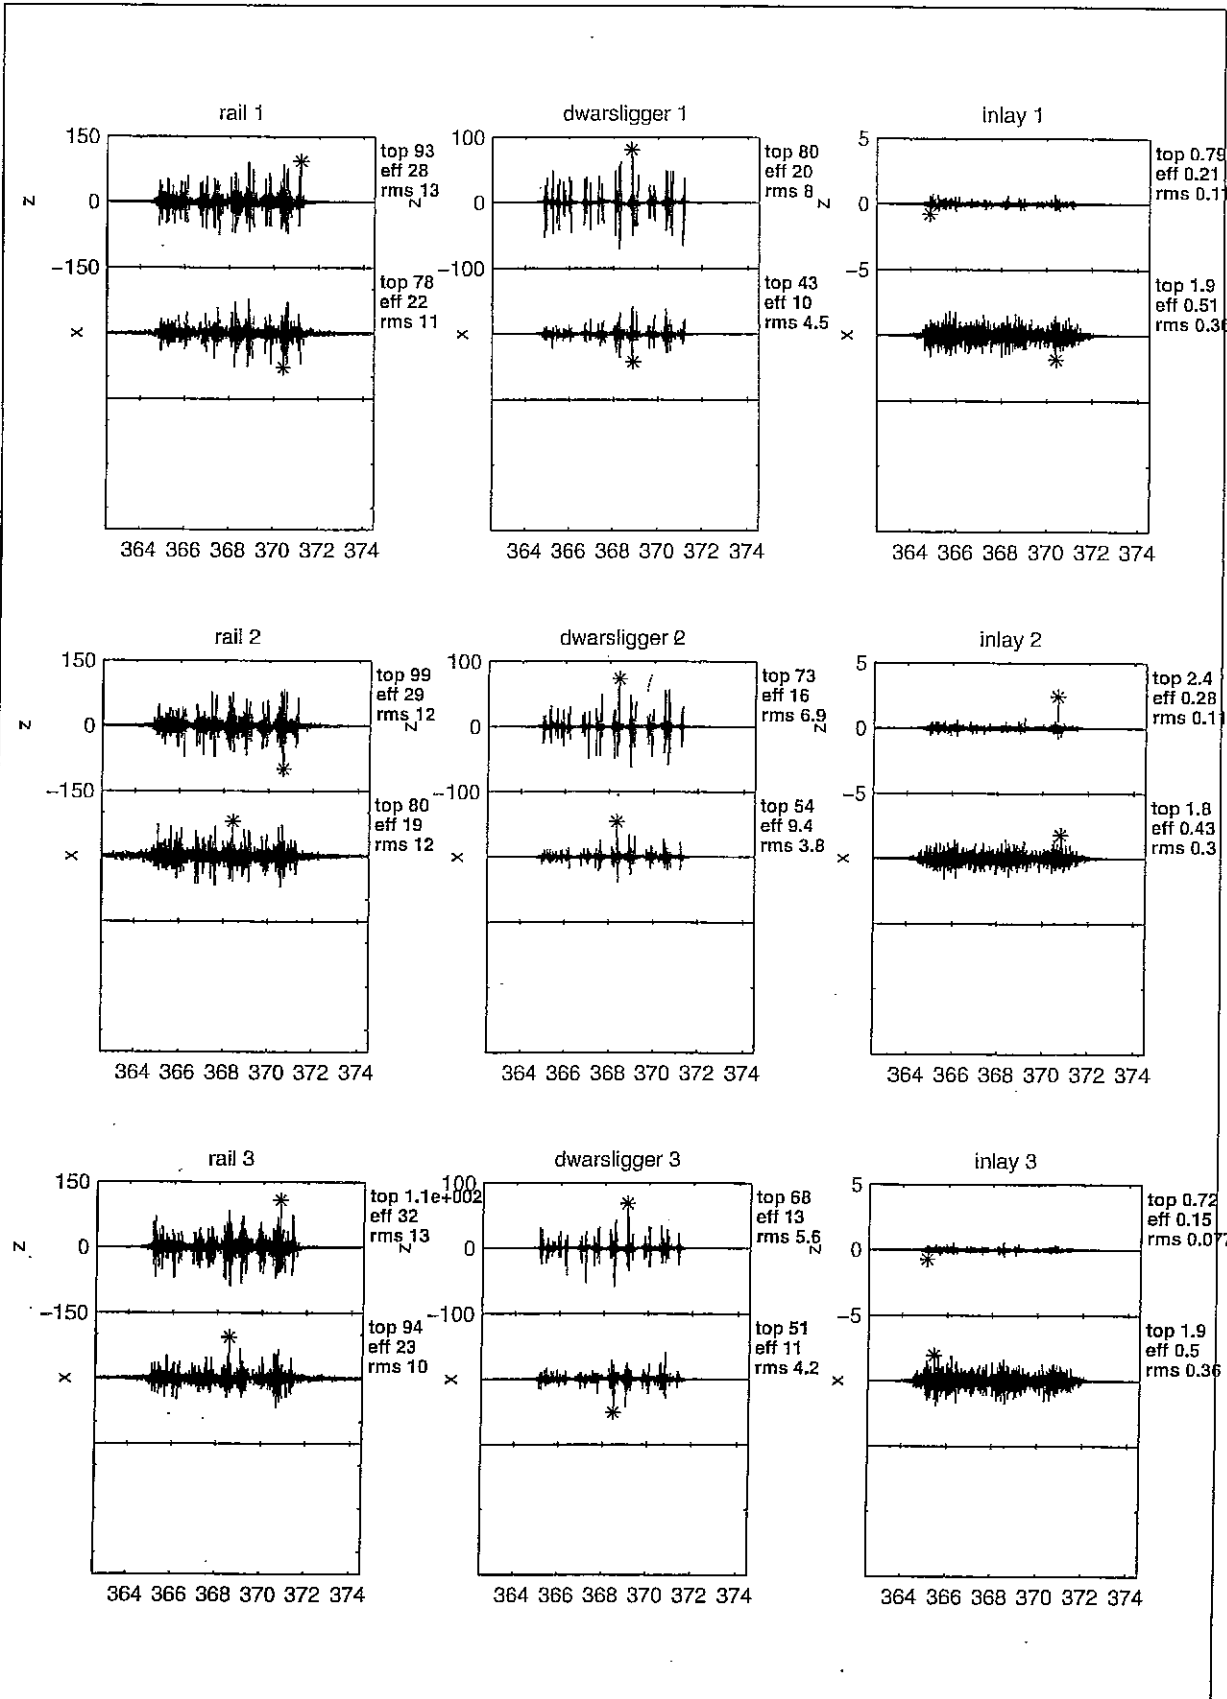 rail 1
150
0
-150
z
x
top 93
eff 28
rms 13
top 78
eff 22
rms 11
364 366 368 370 372 374
dwarsligger 1
100
0
-100
z
x
top 80
eff 20
rms 8
top 43
eff 10
rms 4.5
364 366 368 370 372 374
inlay 1
5
0
-5
z
x
top 0.79
eff 0.21
rms 0.11
top 1.9
eff 0.51
364 366 368 370 372 374
rail 2
150
0
-150
z
x
top 99
eff 29
rms 12
top 80
eff 19
rms 12
364 366 368 370 372 374
dwarsligger 2
100
0
-100
z
x
top 73
eff 16
rms 6.9
top 54
eff 9.4
rms 3.8
364 366 368 370 372 374
inlay 2
5
0
-5
z
x
top 2.4
eff 0.28
rms 0.11
top 1.8
eff 0.43
rms 0.3
364 366 368 370 372 374
rail 3
150
0
-150
z
x
top 1.1e+002
eff 32
rms 13
top 94
eff 23
rms 10
364 366 368 370 372 374
dwarsligger 3
100
0
-100
z
x
top 68
eff 13
rms 5.6
top 51
eff 11
rms 4.2
364 366 368 370 372 374
inlay 3
5
0
-5
z
x
top 0.72
eff 0.15
rms 0.077
top 1.9
eff 0.5
rms 0.36
364 366 368 370 372 374